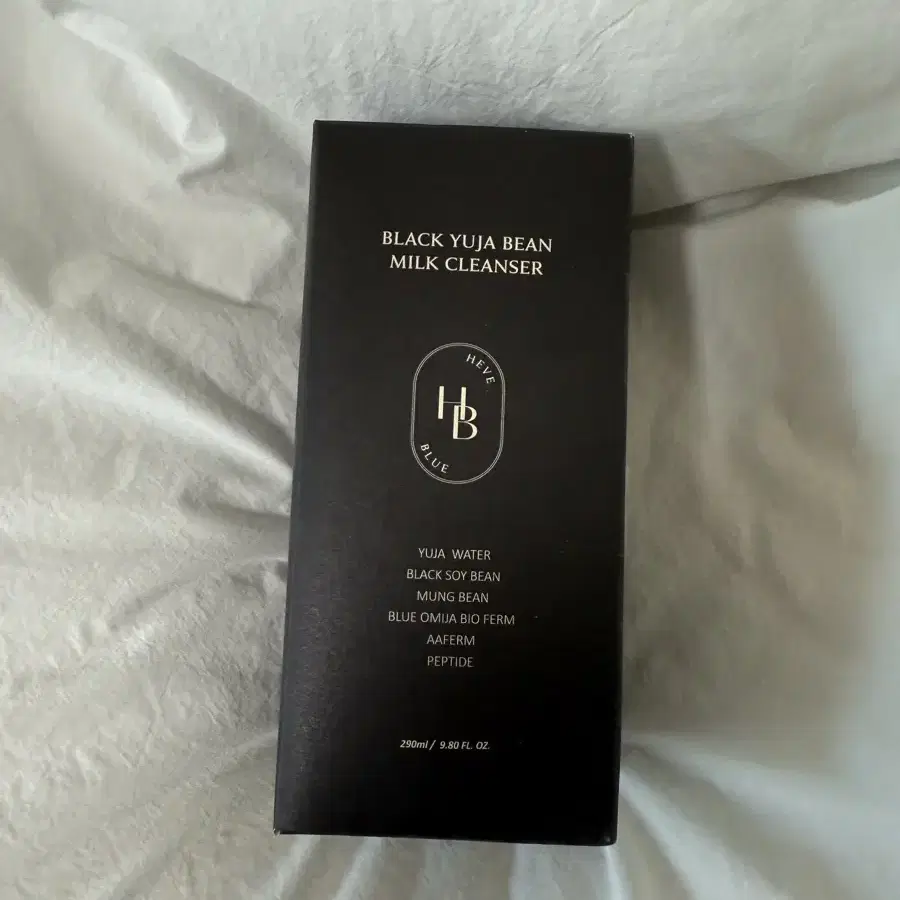 BLACK YUJA BEAN
MILK CLEANSER
HEVE
HB
BLUE
YUJA WATER
BLACK SOY BEAN
MUNG BEAN
BLUE OMIJA BIO FERM
AAFERM
PEPTIDE
290ml / 9.80 FL. OZ.